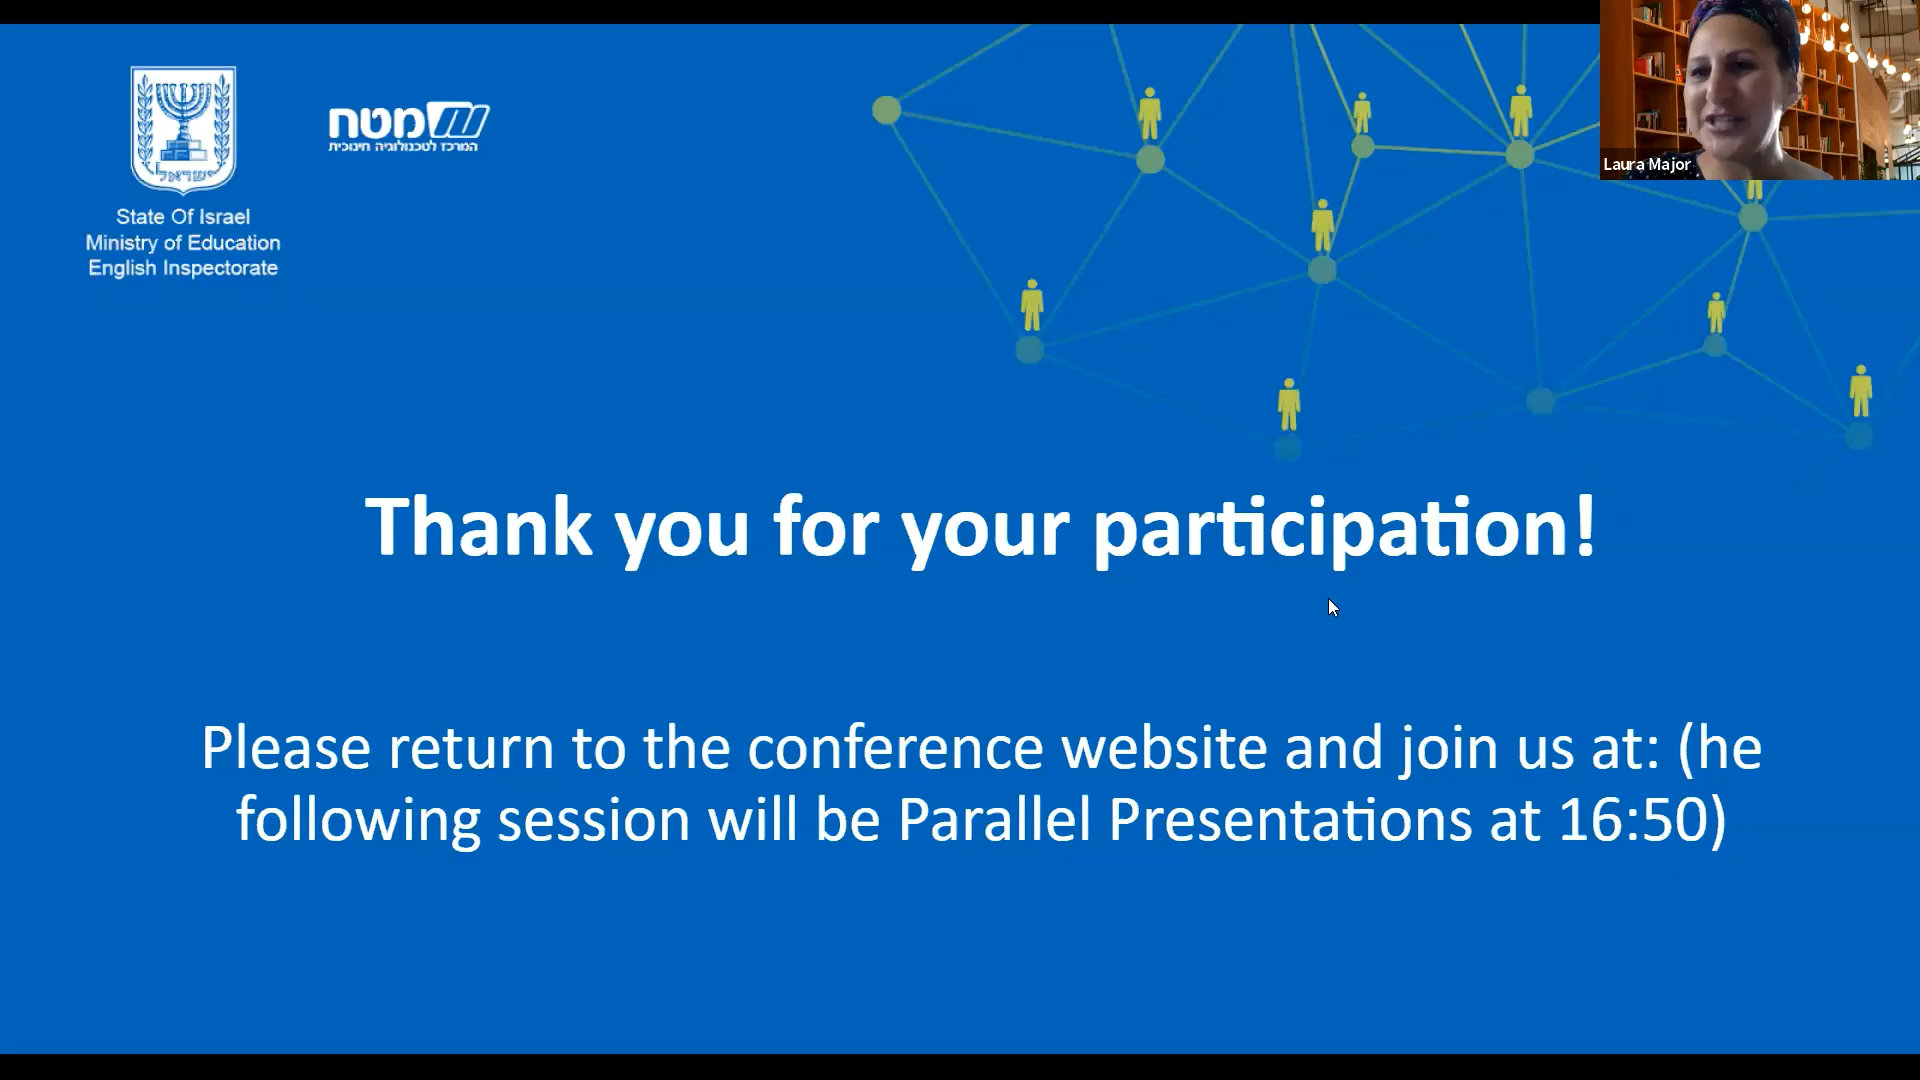 ישראל
State Of Israel
Ministry of Education
English Inspectorate
מטח
המרכז לטכנולוגיה חינוכית
Laura Major
Thank you for your participation!
Please return to the conference website and join us at: (he
following session will be Parallel Presentations at 16:50)